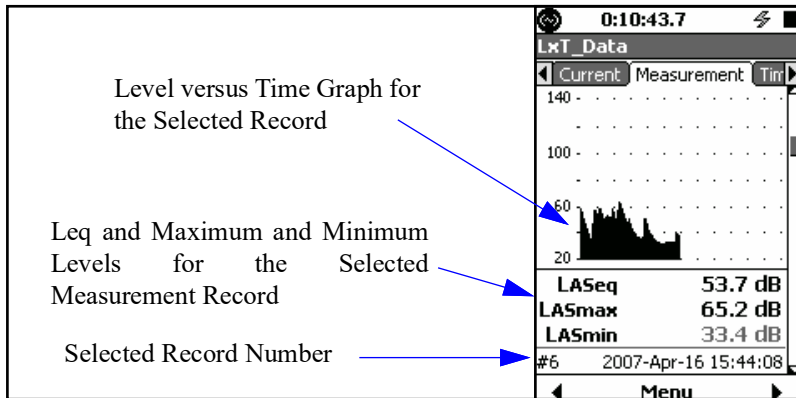 Level versus Time Graph for
the Selected Record
Leq and Maximum and Minimum
Levels for the Selected
Measurement Record
Selected Record Number
0:10:43.7
LxT_Data
Current Measurement Tim
140
100
60
20
LASeq 53.7 dB
LASmax 65.2 dB
LASmin 33.4 dB
#6 2007-Apr-16 15:44:08
Menu